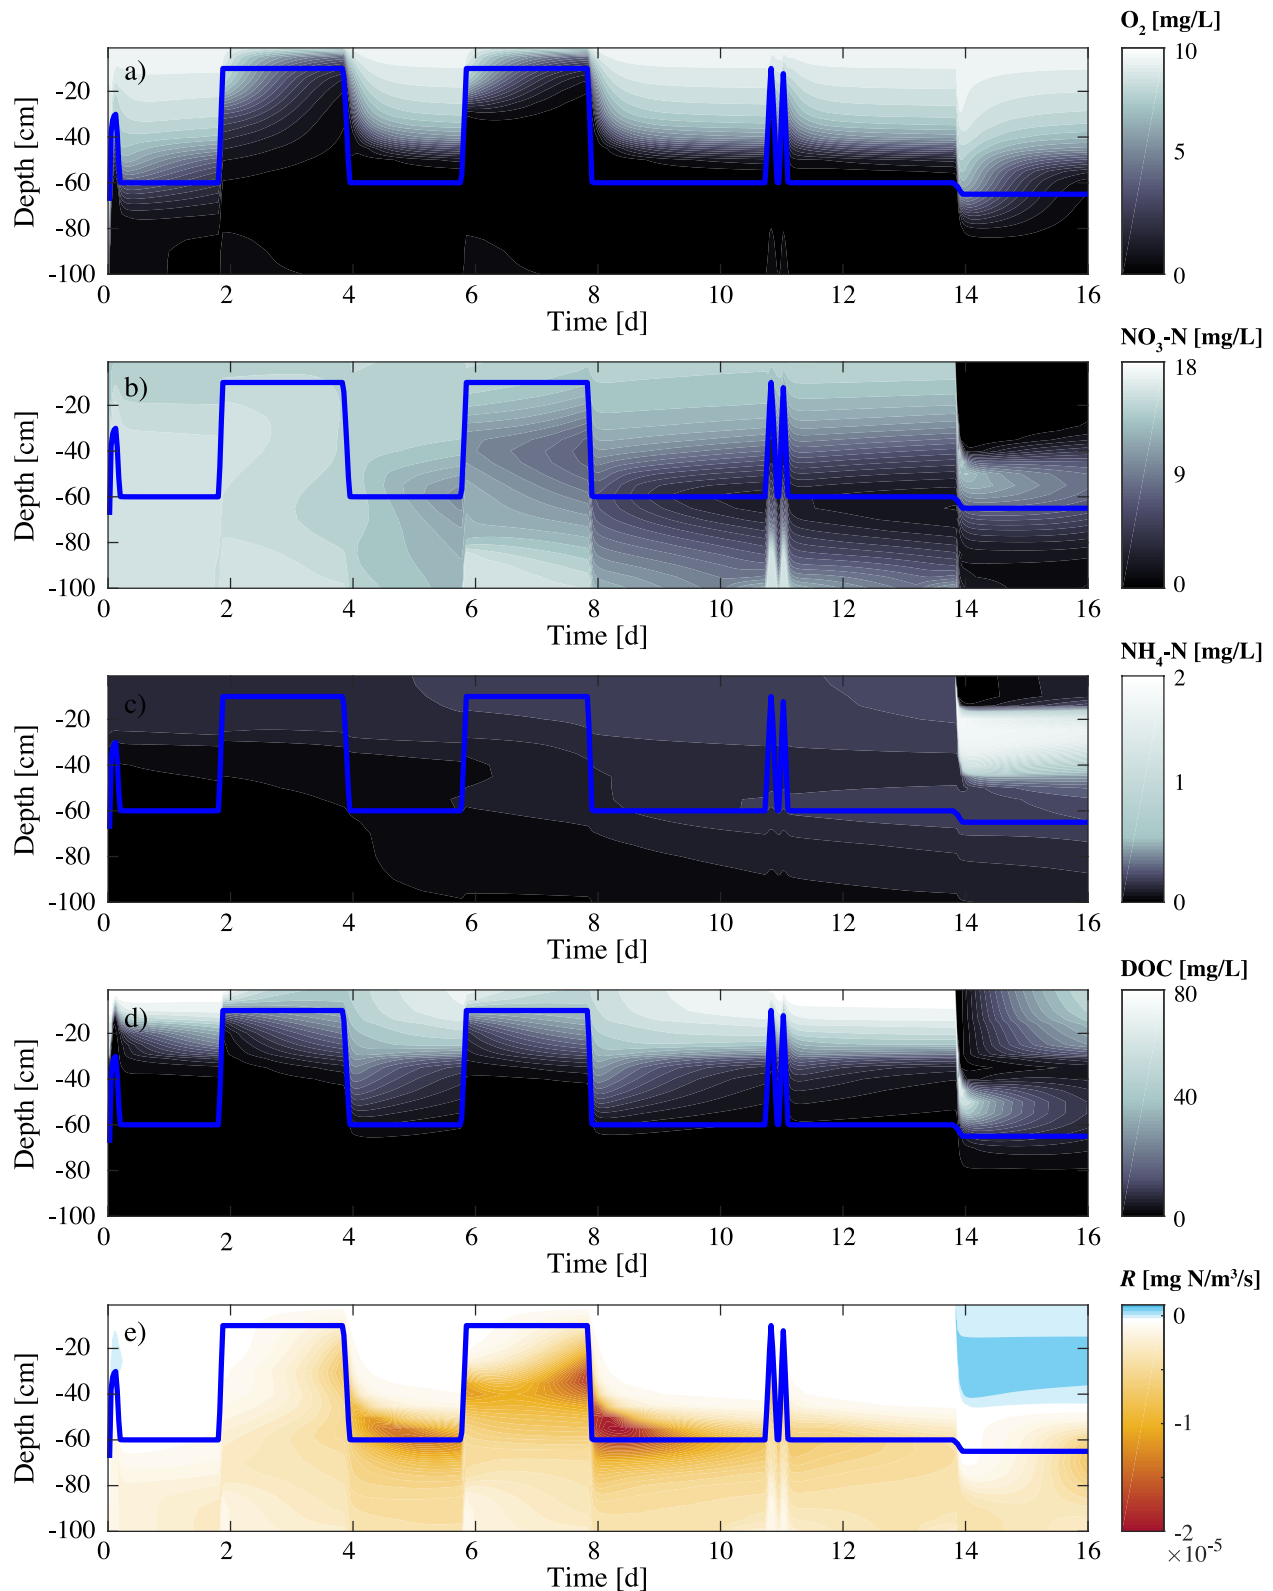 O2 [mg/L]
a)
10
5
0
-20
-40
-60
-80
-100
Depth [cm]
0 2 4 6 8 10 12 14 16
Time [d]
NO3-N [mg/L]
b)
18
9
0
-20
-40
-60
-80
-100
Depth [cm]
0 2 4 6 8 10 12 14 16
Time [d]
NH4-N [mg/L]
c)
2
1
0
-20
-40
-60
-80
-100
Depth [cm]
0 2 4 6 8 10 12 14 16
Time [d]
DOC [mg/L]
d)
80
40
0
-20
-40
-60
-80
-100
Depth [cm]
0 2 4 6 8 10 12 14 16
Time [d]
R [mg N/m³/s]
e)
0
-1
-2
×10⁻⁵
-20
-40
-60
-80
-100
Depth [cm]
0 2 4 6 8 10 12 14 16
Time [d]